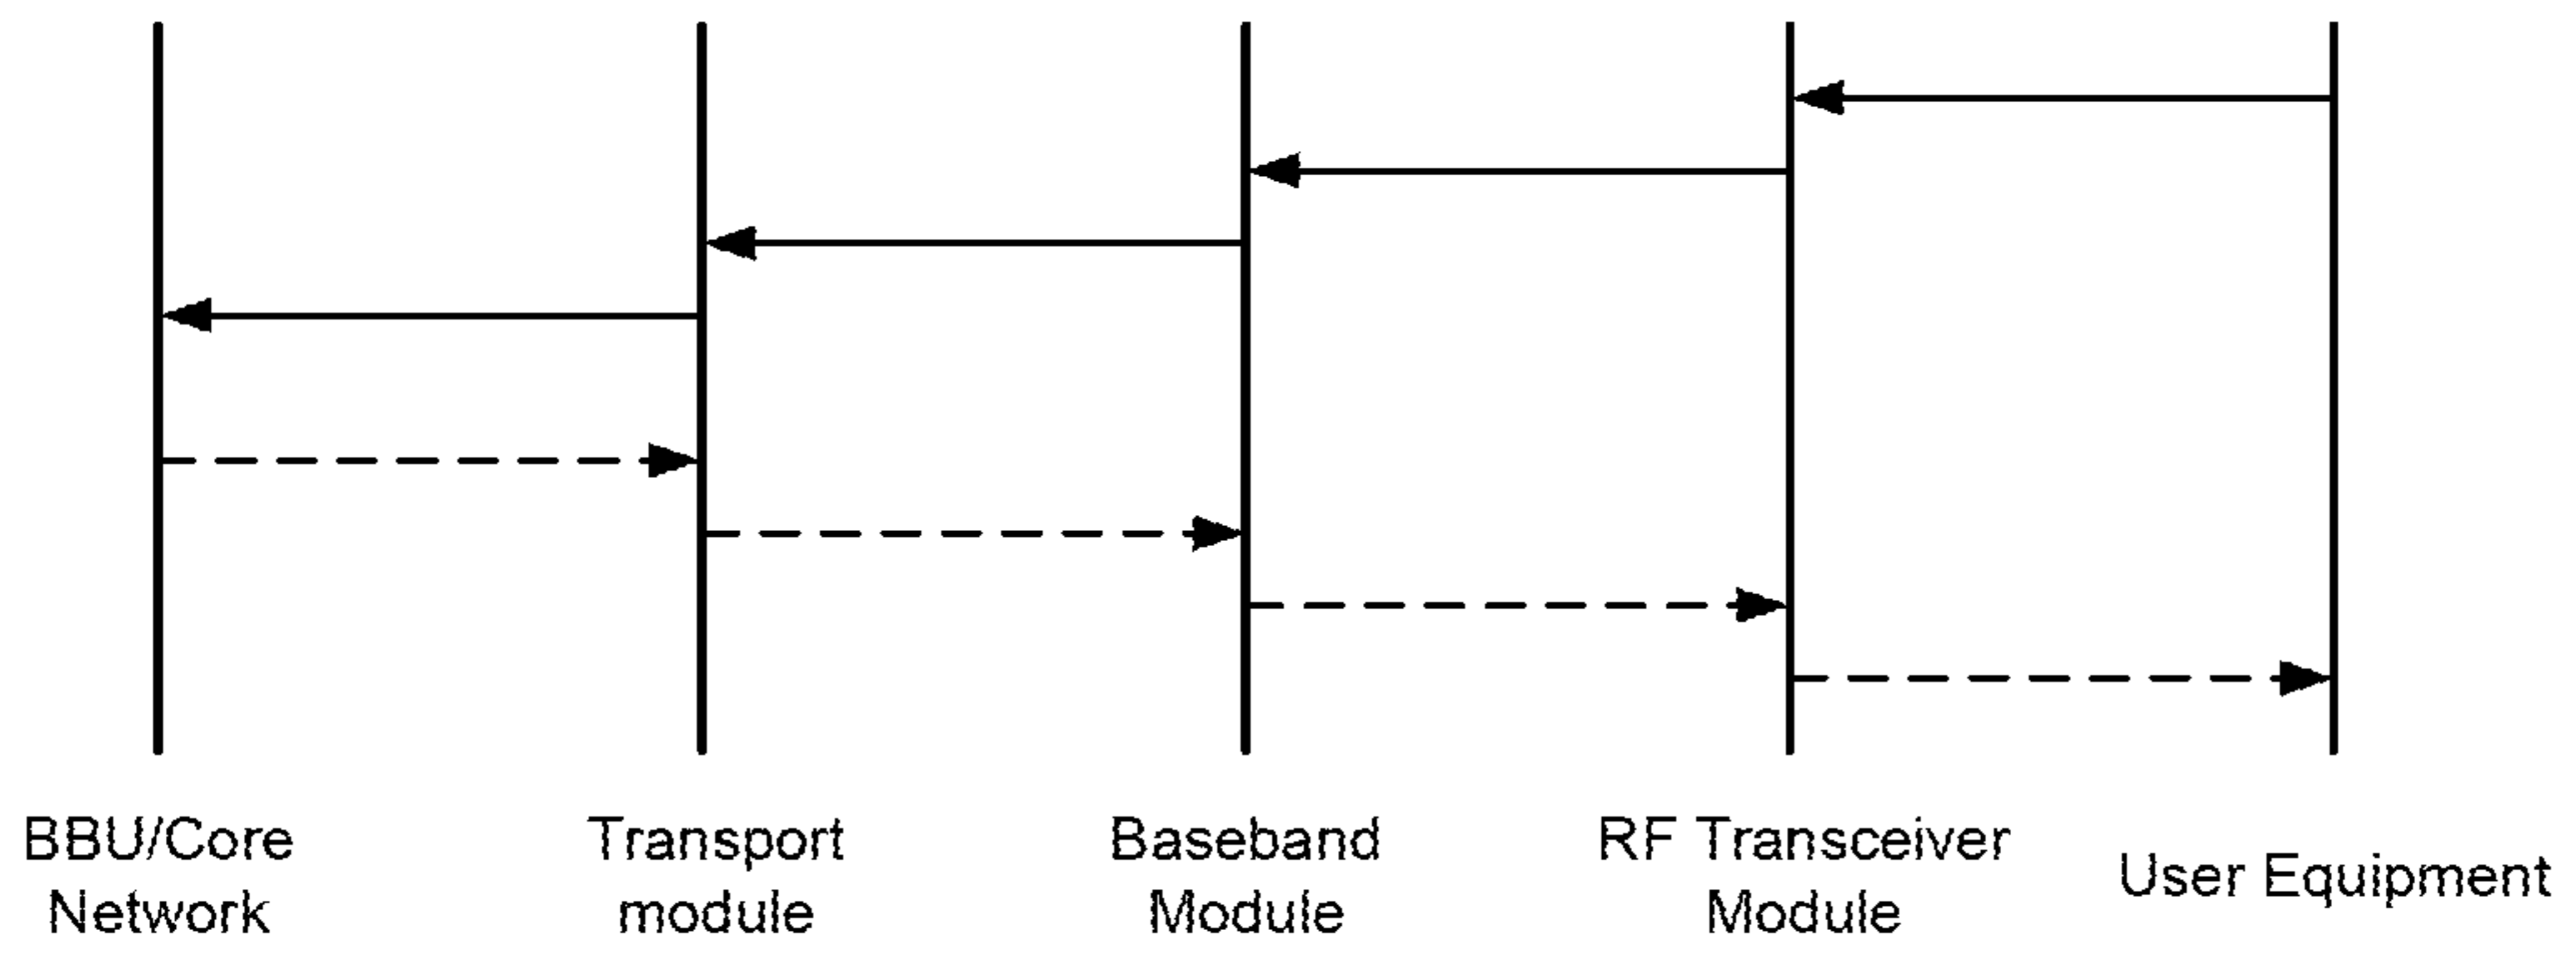 BBU/Core
Network
Transport
module
Baseband
Module
RF Transceiver
Module
User Equipment